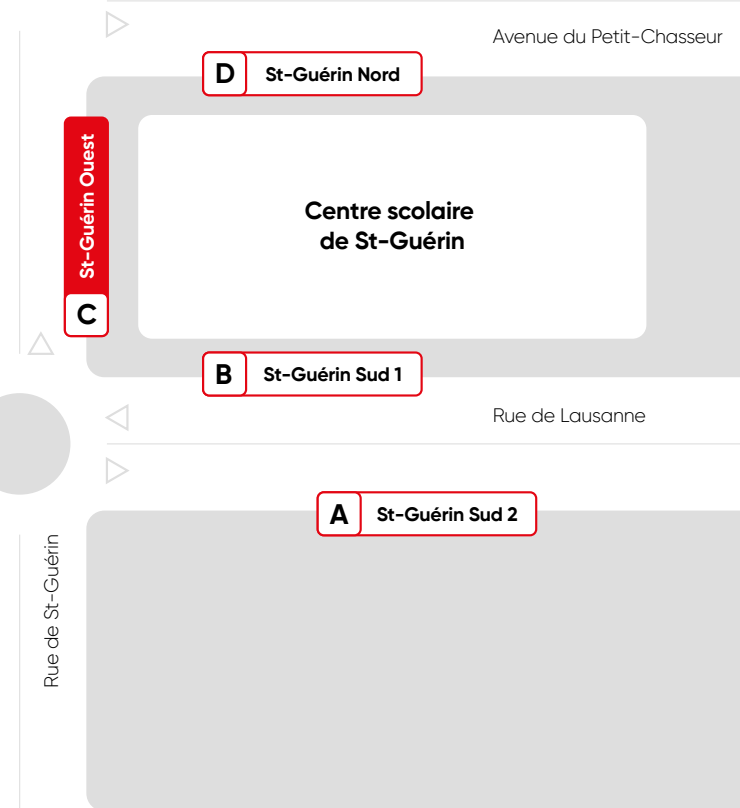 Avenue du Petit-Chasseur
D St-Guérin Nord
St-Guérin Ouest
C
Centre scolaire
de St-Guérin
B St-Guérin Sud 1
Rue de Lausanne
A St-Guérin Sud 2
Rue de St-Guérin